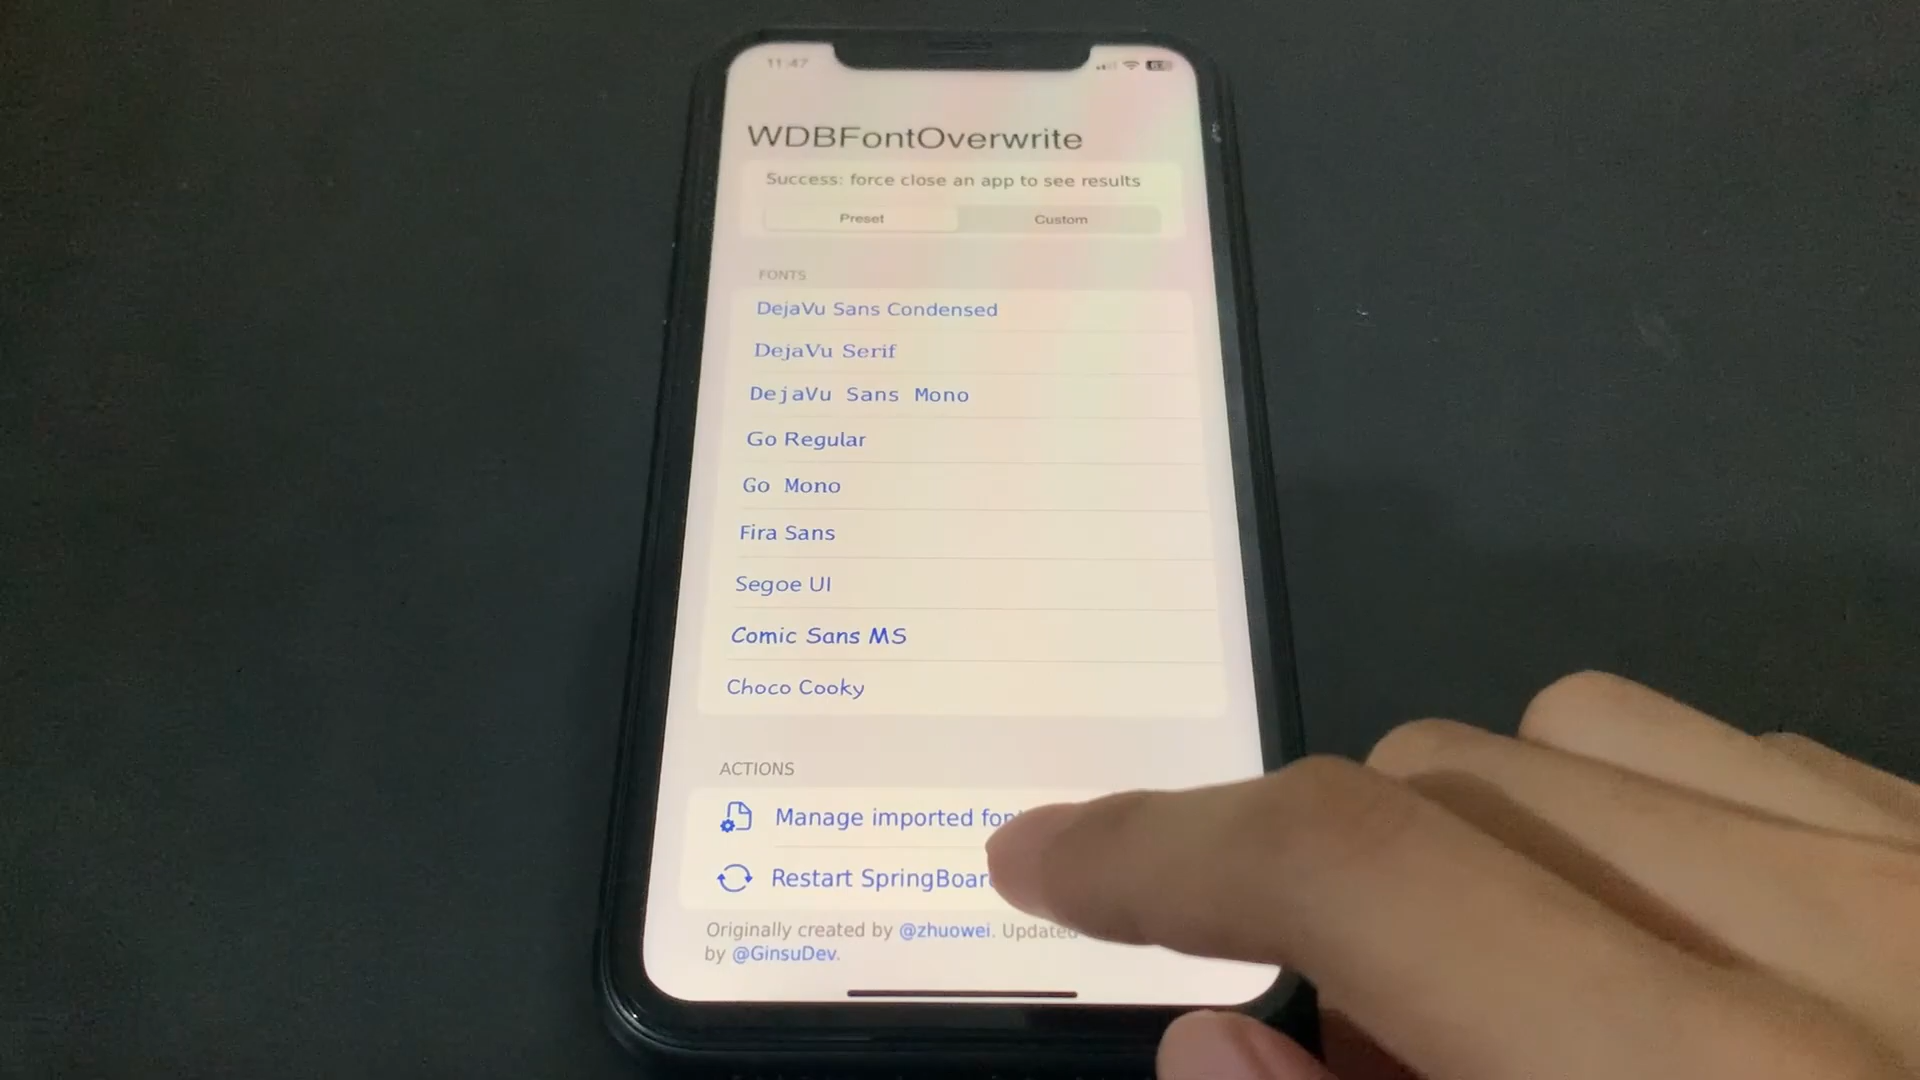 11:47
WDBFontOverwrite
Success: force close an app to see results
Preset Custom
FONTS
DejaVu Sans Condensed
DejaVu Serif
DejaVu Sans Mono
Go Regular
Go Mono
Fira Sans
Segoe UI
Comic Sans MS
Choco Cooky
ACTIONS
Manage imported
Restart
Originally created by @zhuowei. Updated
by @GinsuDev.